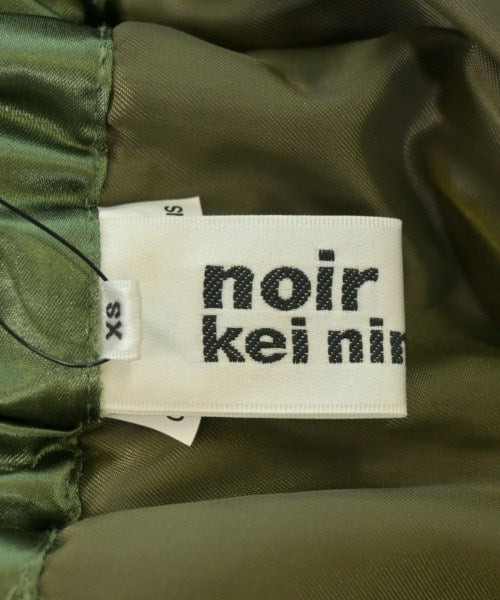 noir
kei nin
XS